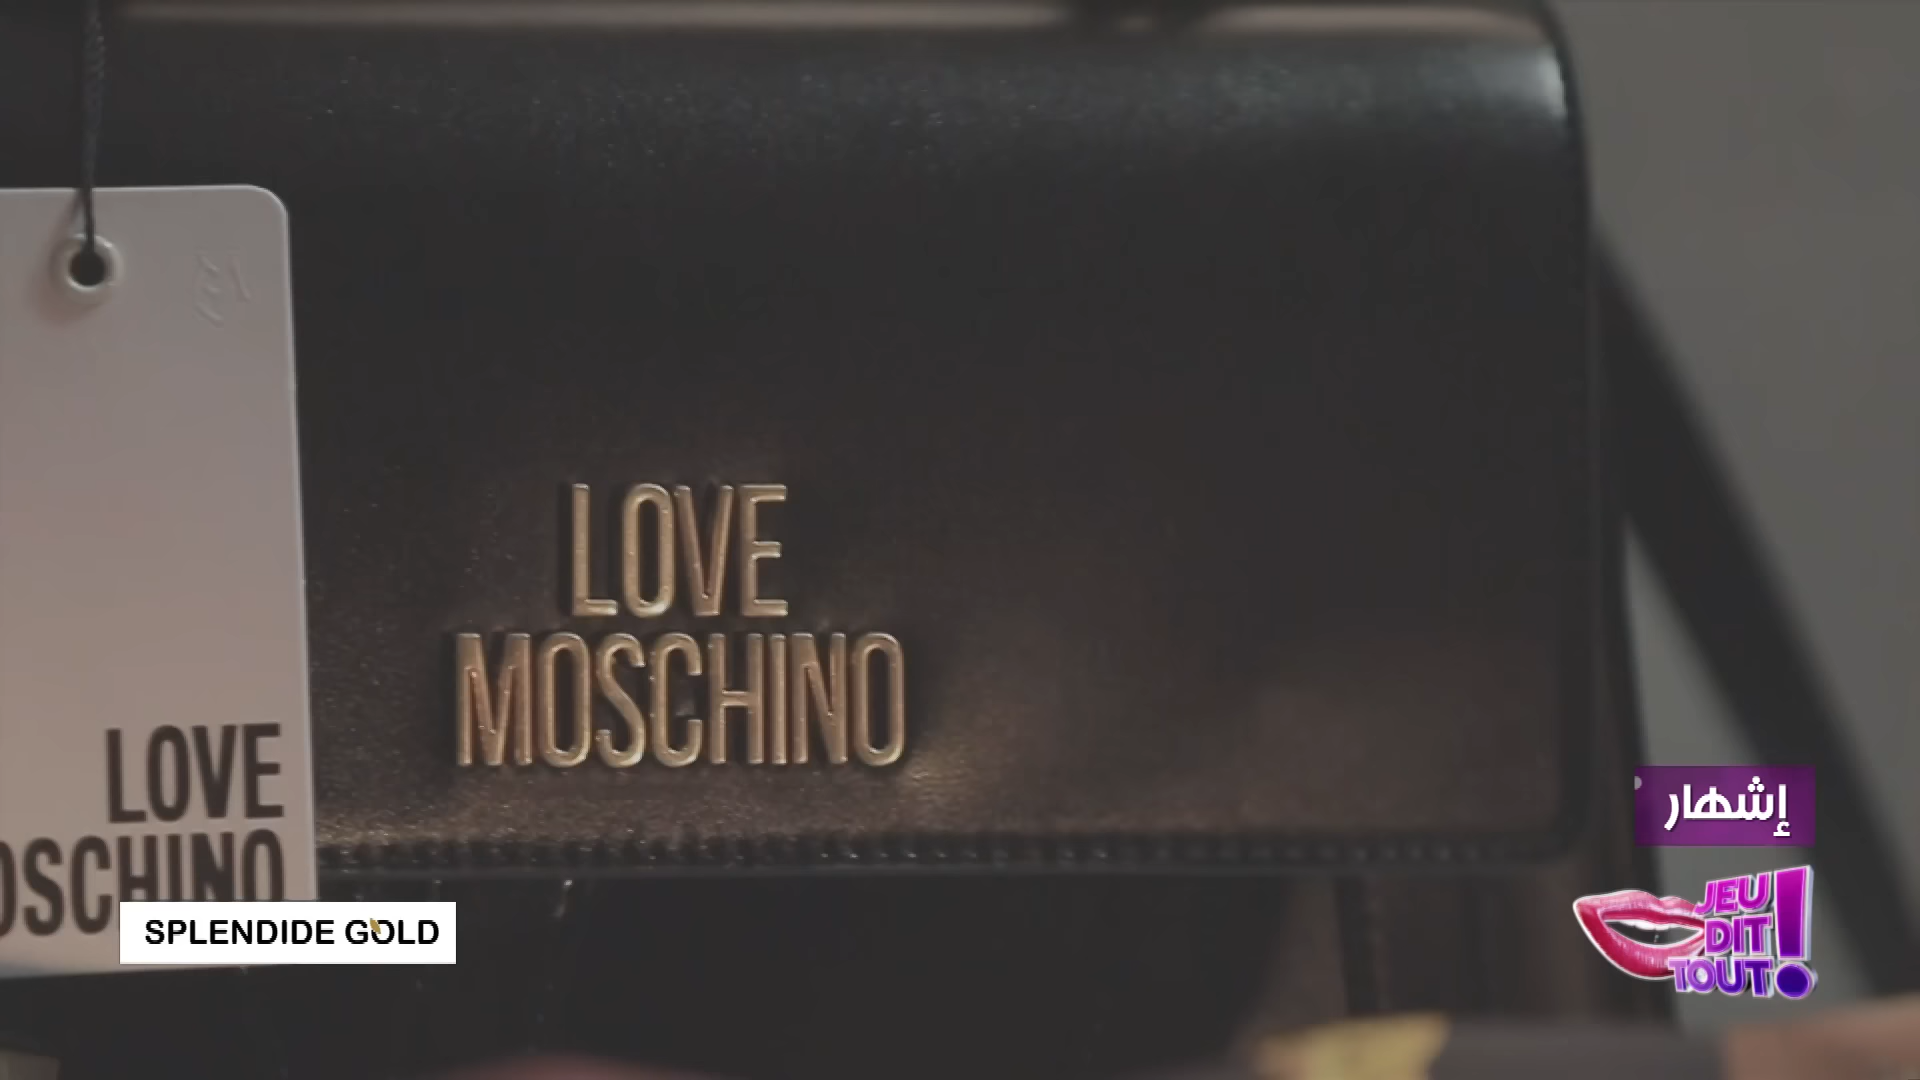 LOVE
MOSCHINO
LOVE
OSCHINO
SPLENDIDE GOLD
إشهار
JEU
DIT
TOUT!